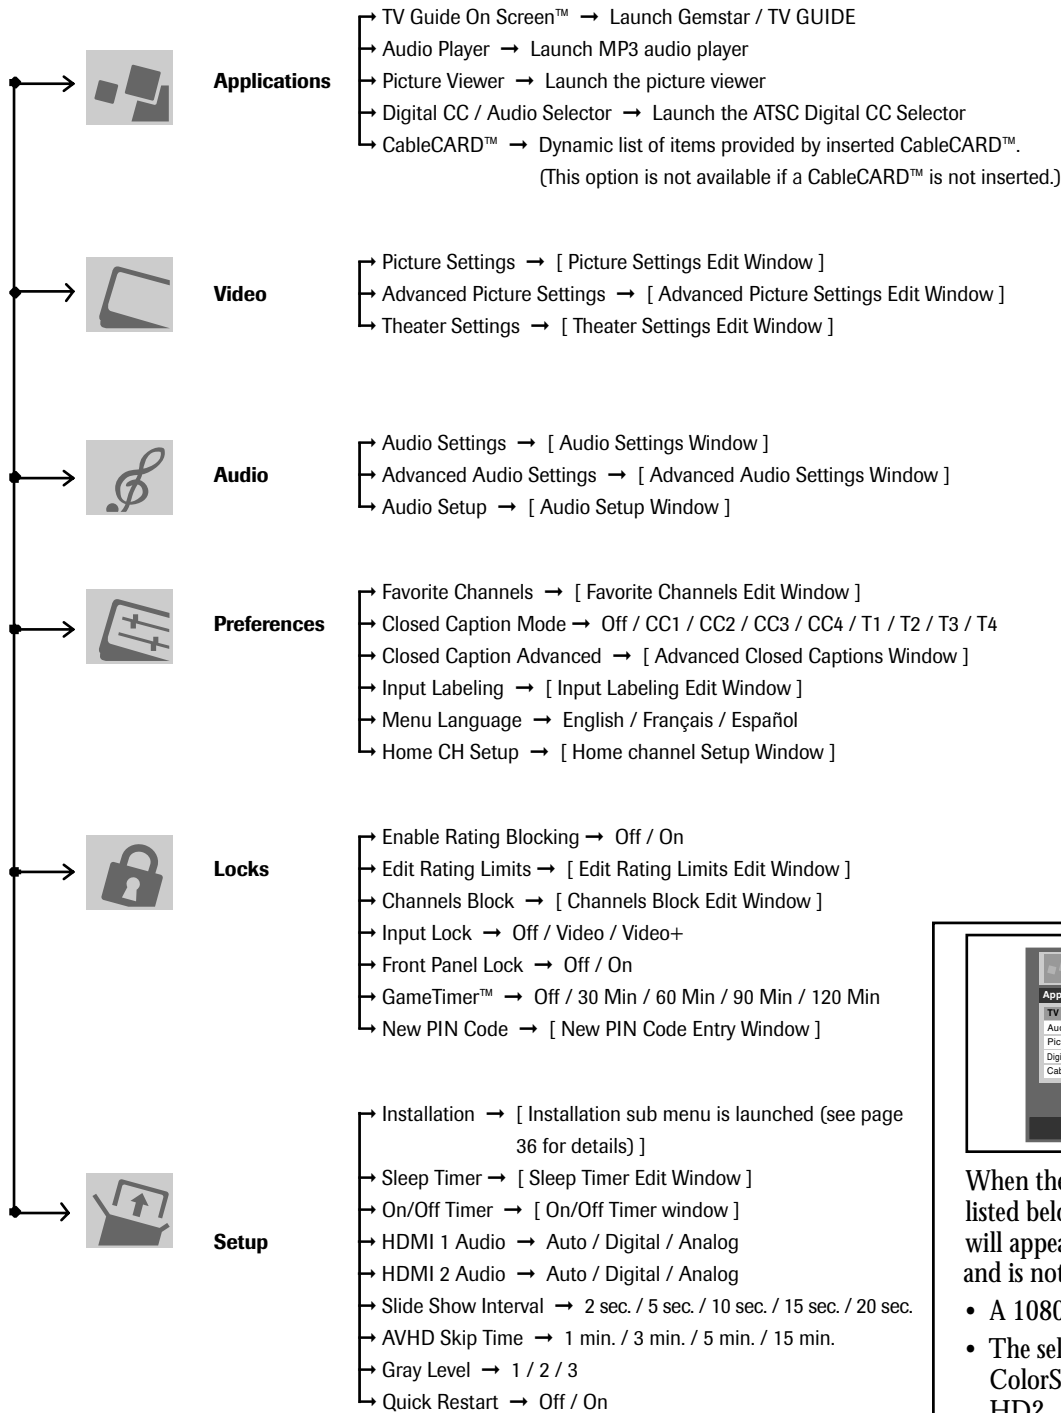 Applications
→ TV Guide On Screen™ → Launch Gemstar / TV GUIDE
→ Audio Player → Launch MP3 audio player
→ Picture Viewer → Launch the picture viewer
→ Digital CC / Audio Selector → Launch the ATSC Digital CC Selector
→ CableCARD™ → Dynamic list of items provided by inserted CableCARD™.
(This option is not available if a CableCARD™ is not inserted.)
Video
→ Picture Settings → [ Picture Settings Edit Window ]
→ Advanced Picture Settings → [ Advanced Picture Settings Edit Window ]
→ Theater Settings → [ Theater Settings Edit Window ]
Audio
→ Audio Settings → [ Audio Settings Window ]
→ Advanced Audio Settings → [ Advanced Audio Settings Window ]
→ Audio Setup → [ Audio Setup Window ]
Preferences
→ Favorite Channels → [ Favorite Channels Edit Window ]
→ Closed Caption Mode → Off / CC1 / CC2 / CC3 / CC4 / T1 / T2 / T3 / T4
→ Closed Caption Advanced → [ Advanced Closed Captions Window ]
→ Input Labeling → [ Input Labeling Edit Window ]
→ Menu Language → English / Français / Español
→ Home CH Setup → [ Home channel Setup Window ]
Locks
→ Enable Rating Blocking → Off / On
→ Edit Rating Limits → [ Edit Rating Limits Edit Window ]
→ Channels Block → [ Channels Block Edit Window ]
→ Input Lock → Off / Video / Video+
→ Front Panel Lock → Off / On
→ GameTimer™ → Off / 30 Min / 60 Min / 90 Min / 120 Min
→ New PIN Code → [ New PIN Code Entry Window ]
Setup
→ Installation → [ Installation sub menu is launched (see page
36 for details) ]
→ Sleep Timer → [ Sleep Timer Edit Window ]
→ On/Off Timer → [ On/Off Timer window ]
→ HDMI 1 Audio → Auto / Digital / Analog
→ HDMI 2 Audio → Auto / Digital / Analog
→ Slide Show Interval → 2 sec. / 5 sec. / 10 sec. / 15 sec. / 20 sec.
→ AVHD Skip Time → 1 min. / 3 min. / 5 min. / 15 min.
→ Gray Level → 1 / 2 / 3
→ Quick Restart → Off / On
App
TV
Aud
Pic
Digi
Cab
When the
listed belo
will appea
and is not
• A 1080
• The sel
ColorS
HD2